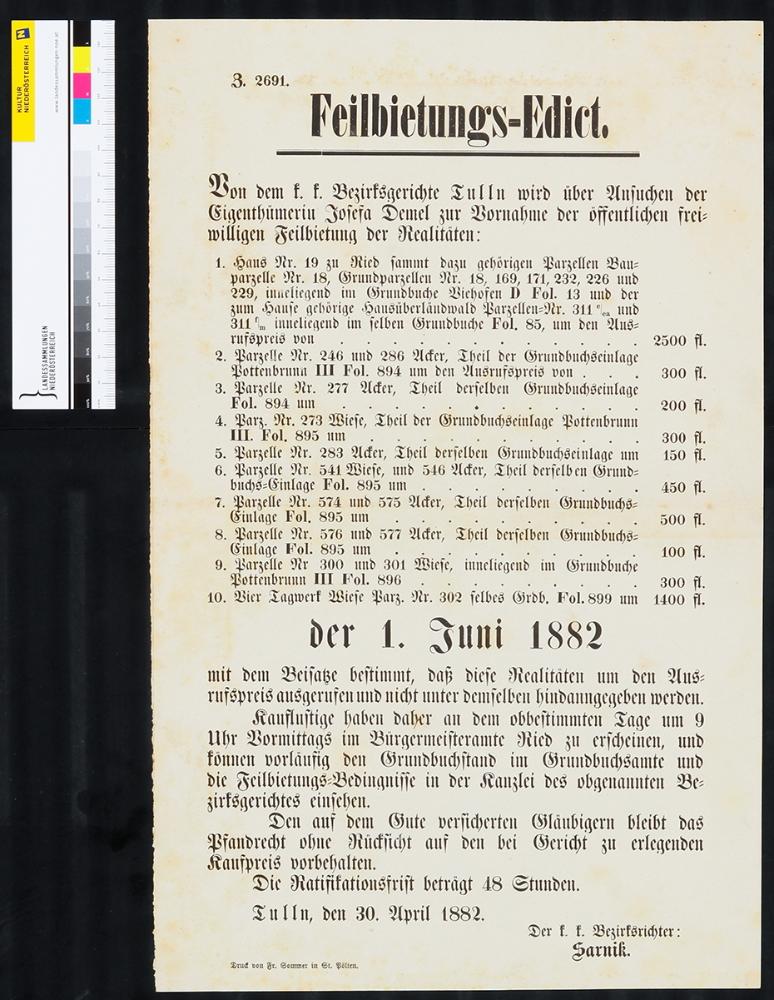 KULTUR
NIEDERÖSTERREICH
www.landessammlungen-noe.at
LANDESSAMMLUNGEN
NIEDERÖSTERREICH
Z. 2691.
Feilbietungs-Edict.
Von dem k. k. Bezirksgerichte Tulln wird über Ansuchen der
Eigenthümerin Josefa Demel zur Vornahme der öffentlichen frei-
willigen Feilbietung der Realitäten:
1. Haus Nr. 19 zu Ried sammt dazu gehörigen Parzellen Bau-
parzelle Nr. 18, Grundparzellen Nr. 18, 169, 171, 232, 226 und
229, inneliegend im Grundbuche Viehofen D Fol. 13 und der
zum Hause gehörige Hausüberländwald Parzellen-Nr. 311 und
311 inneliegend im selben Grundbuche Fol. 85, um den Aus-
rufspreis von . . . . . . . . . . . . 2500 fl.
2. Parzelle Nr. 246 und 286 Acker, Theil der Grundbuchseinlage
Pottenbrunn III Fol. 894 um den Ausrufspreis von . . . 300 fl.
3. Parzelle Nr. 277 Acker, Theil derselben Grundbuchseinlage
Fol. 894 um . . . . . . . . . . . . 200 fl.
4. Parz. Nr. 273 Wiese, Theil der Grundbuchseinlage Pottenbrunn
III. Fol. 895 um . . . . . . . . . . . 300 fl.
5. Parzelle Nr. 283 Acker, Theil derselben Grundbuchseinlage um 150 fl.
6. Parzelle Nr. 541 Wiese, und 546 Acker, Theil derselben Grund-
buchs-Einlage Fol. 895 um . . . . . . . . . 450 fl.
7. Parzelle Nr. 574 und 575 Acker, Theil derselben Grundbuchs-
Einlage Fol. 895 um . . . . . . . . . . 500 fl.
8. Parzelle Nr. 576 und 577 Acker, Theil derselben Grundbuchs-
Einlage Fol. 895 um . . . . . . . . . . 100 fl.
9. Parzelle Nr 300 und 301 Wiese, inneliegend im Grundbuche
Pottenbrunn III Fol. 896 . . . . . . . . . 300 fl.
10. Vier Tagwerk Wiese Parz. Nr. 302 selbes Grdb. Fol. 899 um 1400 fl.
der 1. Juni 1882
mit dem Beisatze bestimmt, daß diese Realitäten um den Aus-
rufspreis ausgerufen und nicht unter demselben hindanngegeben werden.
Kauflustige haben daher an dem obbestimmten Tage um 9
Uhr Vormittags im Bürgermeisteramte Ried zu erscheinen, und
können vorläufig den Grundbuchstand im Grundbuchsamte und
die Feilbietungs-Bedingnisse in der Kanzlei des obgenannten Be-
zirksgerichtes einsehen.
Den auf dem Gute versicherten Gläubigern bleibt das
Pfandrecht ohne Rücksicht auf den bei Gericht zu erlegenden
Kaufpreis vorbehalten.
Die Ratifikationsfrist beträgt 48 Stunden.
Tulln, den 30. April 1882.
Der k. k. Bezirksrichter:
Sarnik.
Druck von Fr. Sommer in St. Pölten.